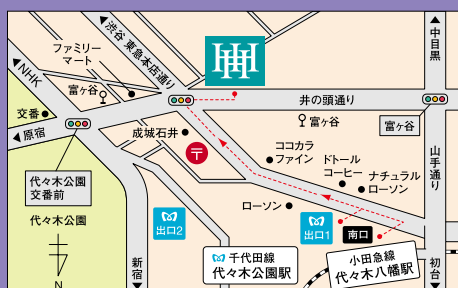 渋谷 東急本店通り
中目黒
ファミリー
マート
NHK
富ヶ谷
井の頭通り
交番
富ヶ谷
富ヶ谷
原宿
成城石井
〒
ココカラ
ファイン
ドトール
コーヒー
ナチュラル
ローソン
山手通り
代々木公園
交番前
ローソン
代々木公園
出口2
出口1
南口
千代田線
代々木公園駅
小田急線
代々木八幡駅
新宿
初台
N